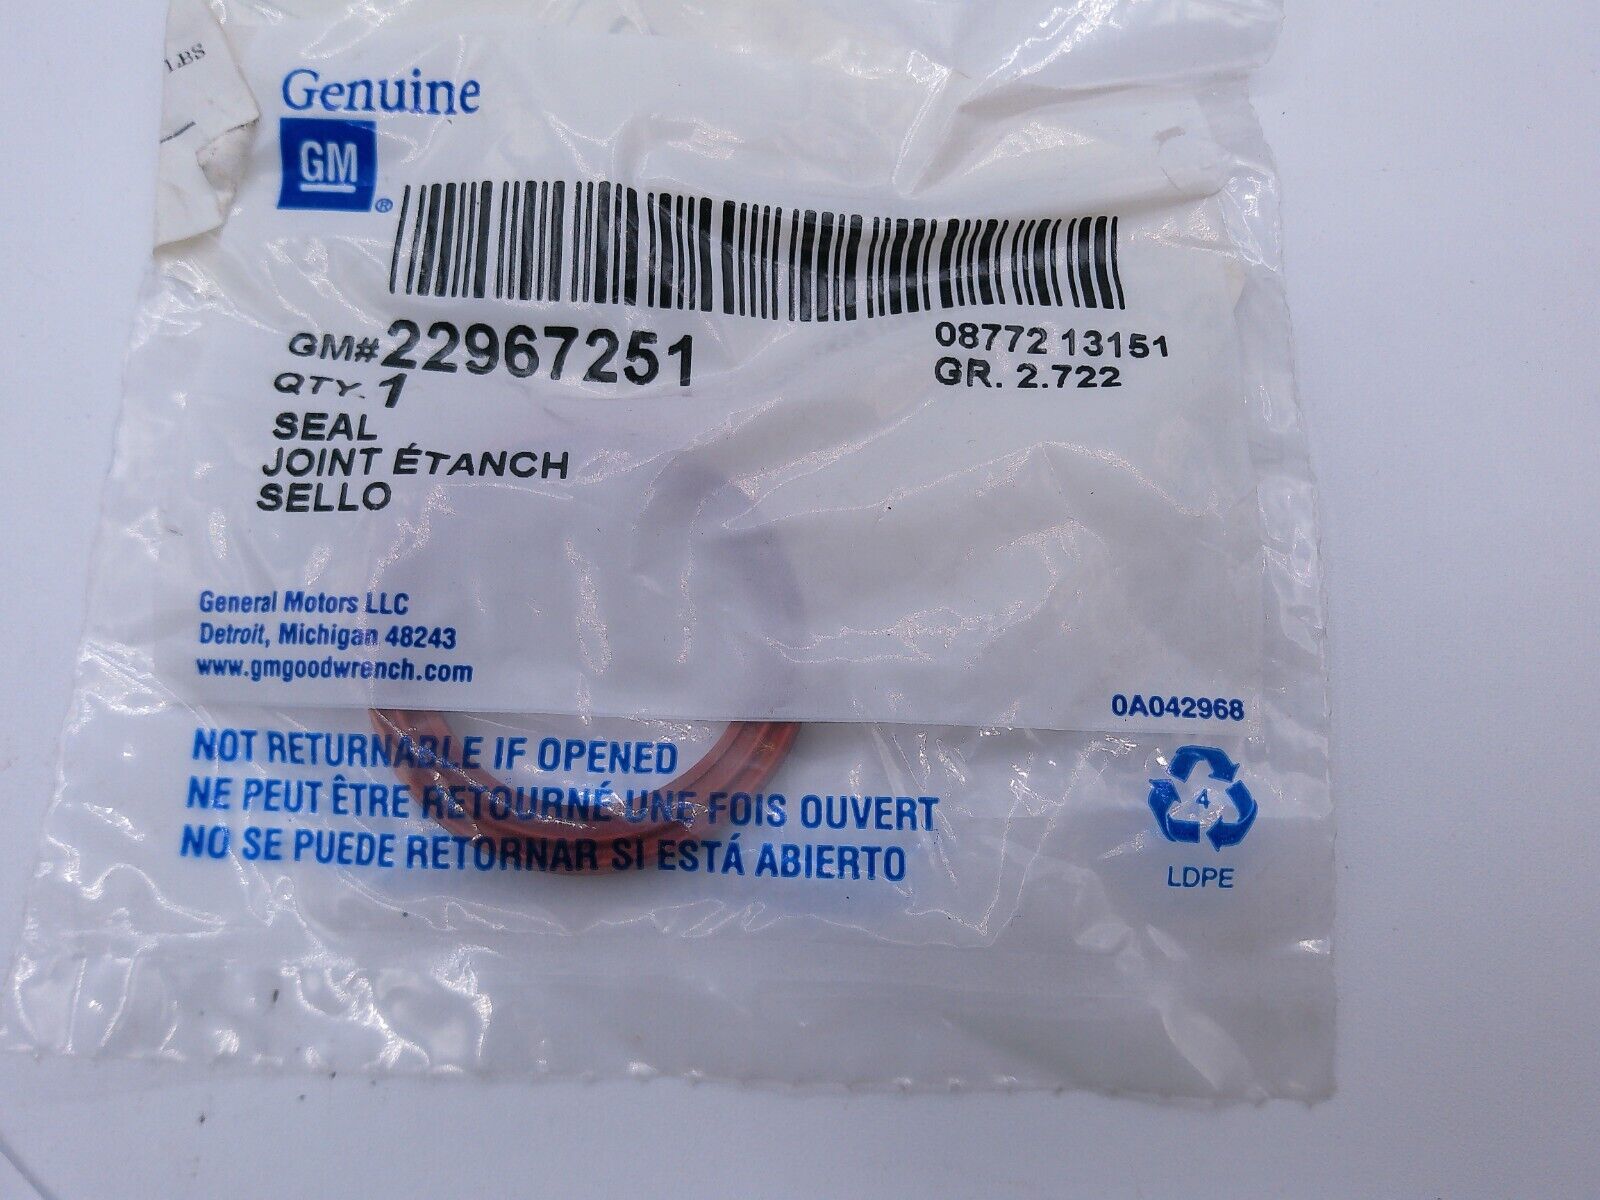 LBS
Genuine
GM®
GM# 22967251
QTY. 1
SEAL
JOINT ÉTANCH
SELLO
08772 13151
GR. 2.722
General Motors LLC
Detroit, Michigan 48243
www.gmgoodwrench.com
0A042968
NOT RETURNABLE IF OPENED
NE PEUT ÊTRE RETOURNÉ UNE FOIS OUVERT
NO SE PUEDE RETORNAR SI ESTÁ ABIERTO
4
LDPE